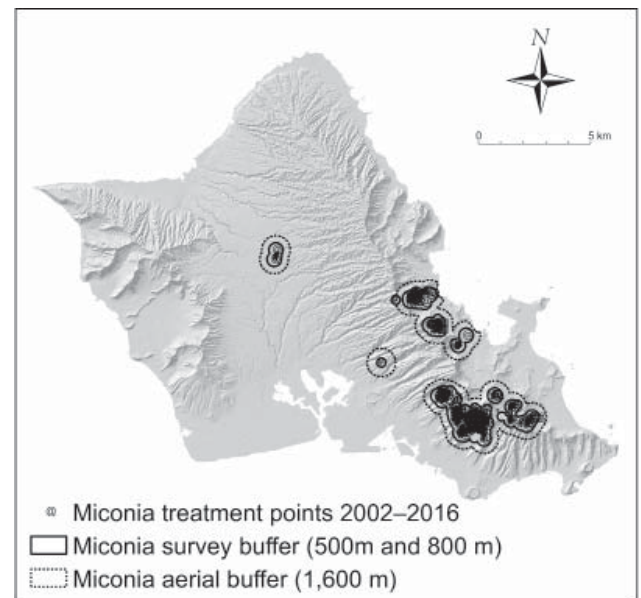 N
0 5 km
Miconia treatment points 2002–2016
Miconia survey buffer (500m and 800 m)
Miconia aerial buffer (1,600 m)